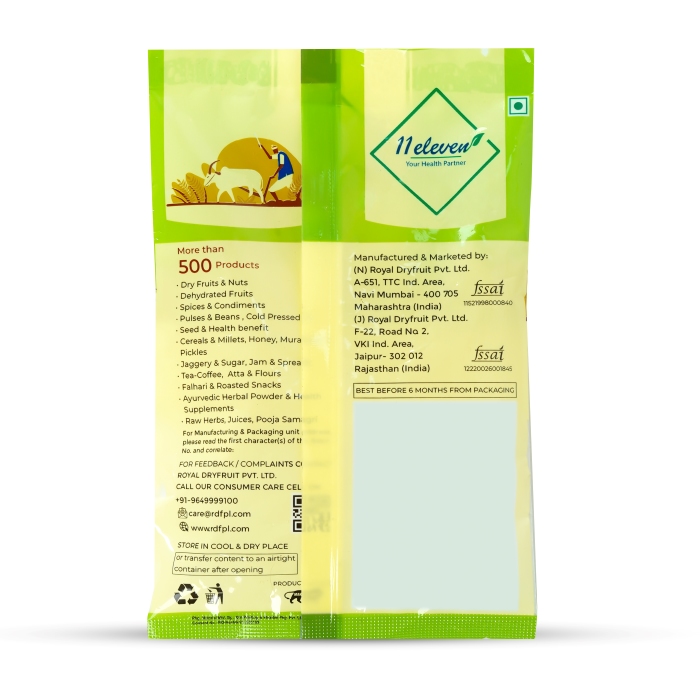 11 eleven
Your Health Partner
More than
500 Products
· Dry Fruits & Nuts
· Dehydrated Fruits
· Spices & Condiments
· Pulses & Beans , Cold Pressed
· Seed & Health benefit
· Cereals & Millets, Honey, Mura
Pickles
· Jaggery & Sugar, Jam & Sprea
· Tea-Coffee, Atta & Flours
· Falhari & Roasted Snacks
· Ayurvedic Herbal Powder & He
Supplements
· Raw Herbs, Juices, Pooja Samag
For Manufacturing & Packaging unit
please read the first character(s) of th
No. and correlate:
FOR FEEDBACK / COMPLAINTS CO
ROYAL DRYFRUIT PVT. LTD.
CALL OUR CONSUMER CARE CEL
+91-9649999100
care@rdfpl.com
www.rdfpl.com
STORE IN COOL & DRY PLACE
or transfer content to an airtight
container after opening
PRODUC
Manufactured & Marketed by:
(N) Royal Dryfruit Pvt. Ltd.
A-651, TTC Ind. Area,
Navi Mumbai - 400 705
Maharashtra (India)
fssai
11521998000840
(J) Royal Dryfruit Pvt. Ltd.
F-22, Road No. 2,
VKI Ind. Area,
Jaipur- 302 012
Rajasthan (India)
fssai
12220026001845
BEST BEFORE 6 MONTHS FROM PACKAGING